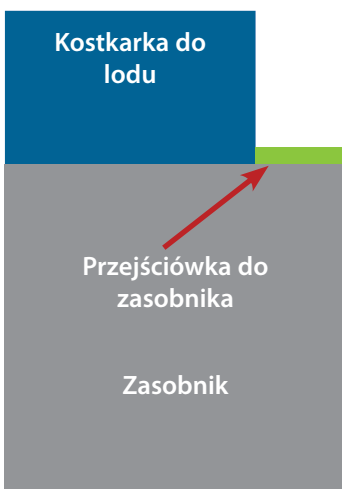 Kostkarka do
lodu
Przejściówka do
zasobnika
Zasobnik